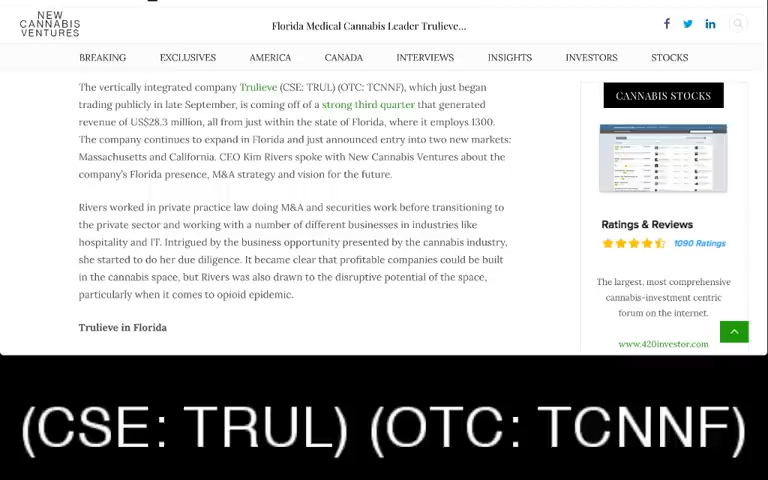 NEW
CANNABIS
VENTURES
Florida Medical Cannabis Leader Trulieve...
BREAKING EXCLUSIVES AMERICA CANADA INTERVIEWS INSIGHTS INVESTORS STOCKS
The vertically integrated company Trulieve (CSE: TRUL) (OTC: TCNNF), which just began
trading publicly in late September, is coming off of a strong third quarter that generated
revenue of US$28.3 million, all from just within the state of Florida, where it employs 1300.
The company continues to expand in Florida and just announced entry into two new markets:
Massachusetts and California. CEO Kim Rivers spoke with New Cannabis Ventures about the
company's Florida presence, M&A strategy and vision for the future.
Rivers worked in private practice law doing M&A and securities work before transitioning to
the private sector and working with a number of different businesses in industries like
hospitality and IT. Intrigued by the business opportunity presented by the cannabis industry,
she started to do her due diligence. It became clear that profitable companies could be built
in the cannabis space, but Rivers was also drawn to the disruptive potential of the space,
particularly when it comes to opioid epidemic.
Trulieve in Florida
CANNABIS STOCKS
Ratings & Reviews
1090 Ratings
The largest, most comprehensive
cannabis-investment centric
forum on the internet.
www.420investor.com
(CSE: TRUL) (OTC: TCNNF)